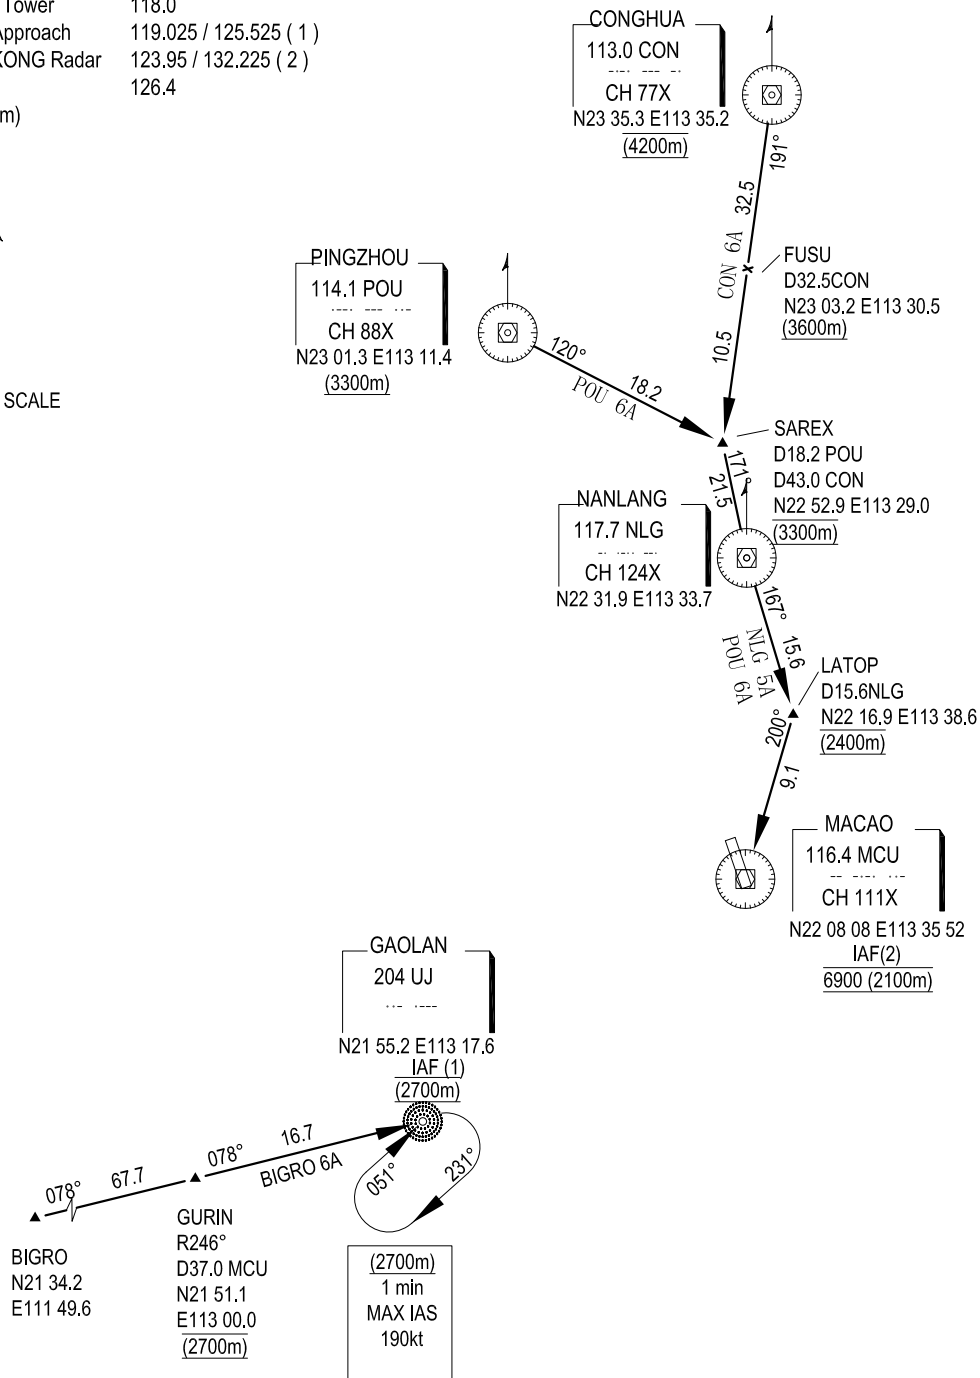 Tower 118.0
Approach 119.025 / 125.525 ( 1 )
KONG Radar 123.95 / 132.225 ( 2 )
126.4
m)
SCALE
CONGHUA
113.0 CON
CH 77X
N23 35.3 E113 35.2
(4200m)
191°
32.5
CON 6A
10.5
FUSU
D32.5CON
N23 03.2 E113 30.5
(3600m)
PINGZHOU
114.1 POU
CH 88X
N23 01.3 E113 11.4
(3300m)
120°
18.2
POU 6A
SAREX
D18.2 POU
D43.0 CON
N22 52.9 E113 29.0
(3300m)
171°
21.5
NANLANG
117.7 NLG
CH 124X
N22 31.9 E113 33.7
167°
15.6
NLG 5A
POU 6A
LATOP
D15.6NLG
N22 16.9 E113 38.6
(2400m)
200°
9.1
MACAO
116.4 MCU
CH 111X
N22 08 08 E113 35 52
IAF(2)
6900 (2100m)
GAOLAN
204 UJ
N21 55.2 E113 17.6
IAF (1)
(2700m)
078°
67.7
078°
16.7
BIGRO 6A
051°
231°
BIGRO
N21 34.2
E111 49.6
GURIN
R246°
D37.0 MCU
N21 51.1
E113 00.0
(2700m)
(2700m)
1 min
MAX IAS
190kt